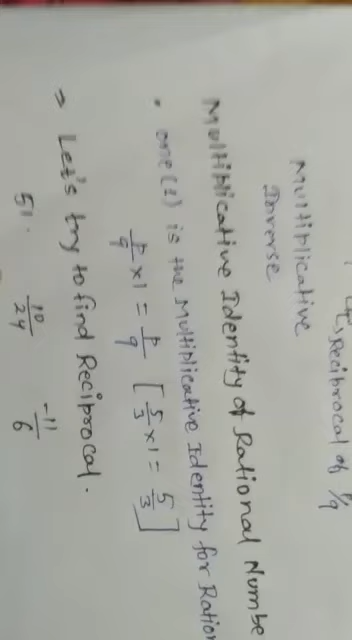 Reciprocal of p/q
Multiplicative
Inverse
Multiplicative Identity of Rational Numbe
• one(1) is the Multiplicative Identity for Ration
p/q × 1 = p/q [5/3 × 1 = 5/3]
⇒ Let's try to find Reciprocal.
51. 10/24 -11/6